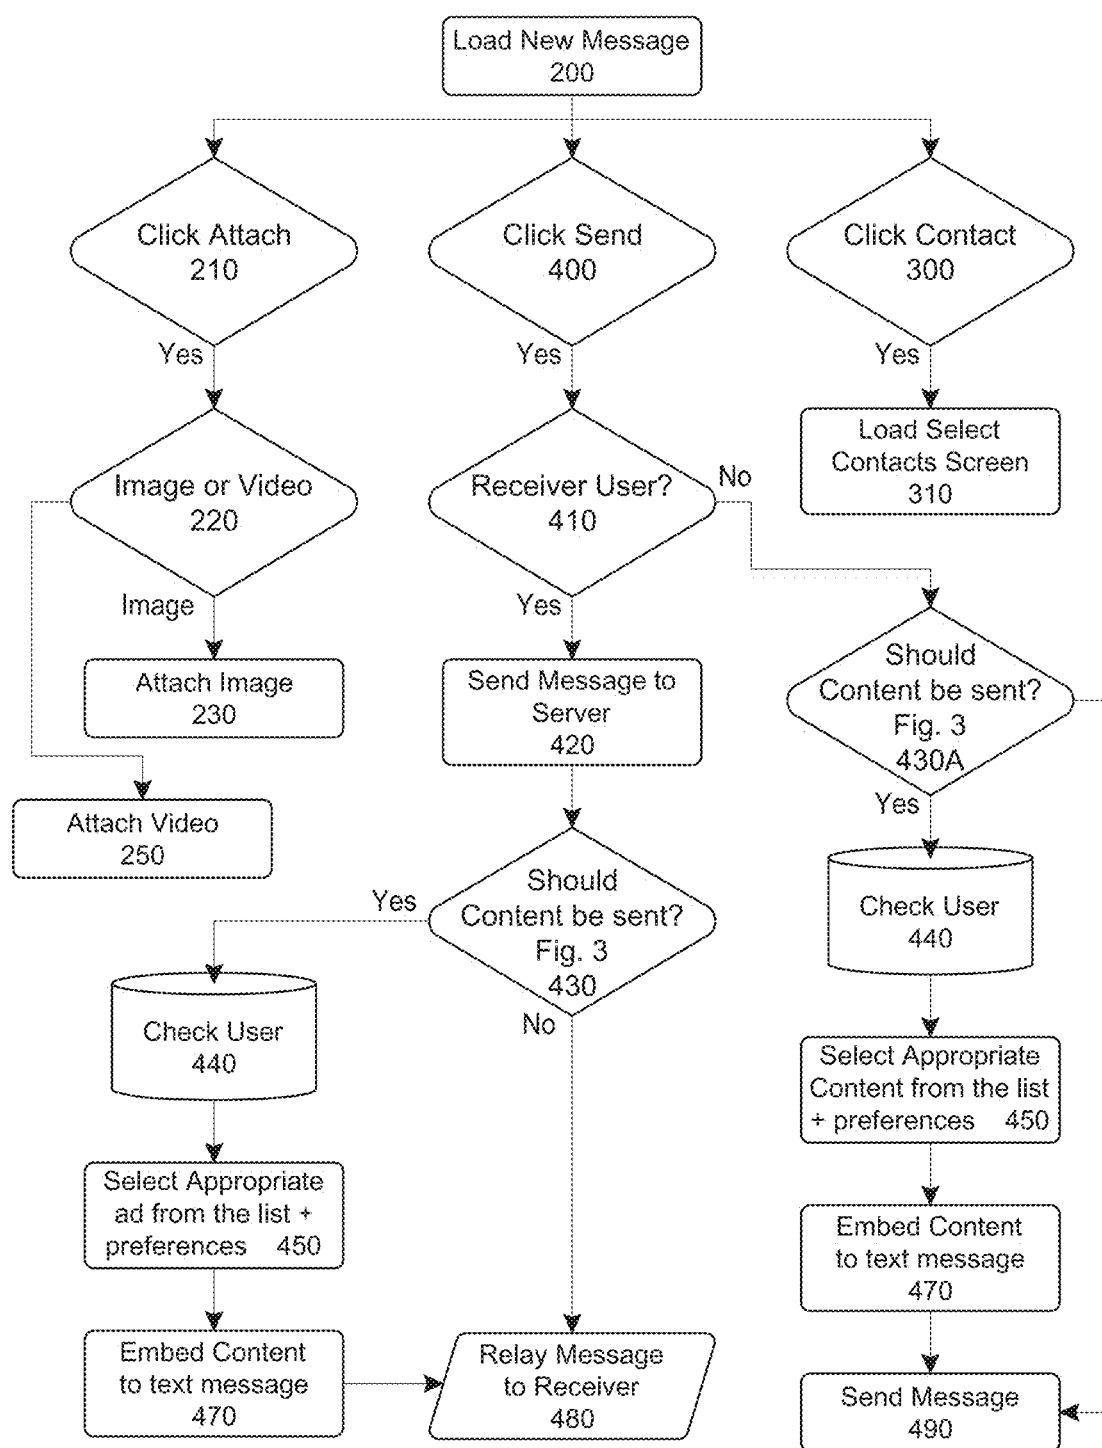 Load New Message
200
Click Attach
210
Click Send
400
Click Contact
300
Yes
Yes
Yes
Image or Video
220
Receiver User?
410
No
Load Select
Contacts Screen
310
Image
Yes
Attach Image
230
Send Message to
Server
420
Should
Content be sent?
Fig. 3
430A
Yes
Attach Video
250
Should
Content be sent?
Fig. 3
430
Yes
No
Check User
440
Check User
440
Select Appropriate
Content from the list
+ preferences 450
Select Appropriate
ad from the list +
preferences 450
Embed Content
to text message
470
Embed Content
to text message
470
Relay Message
to Receiver
480
Send Message
490